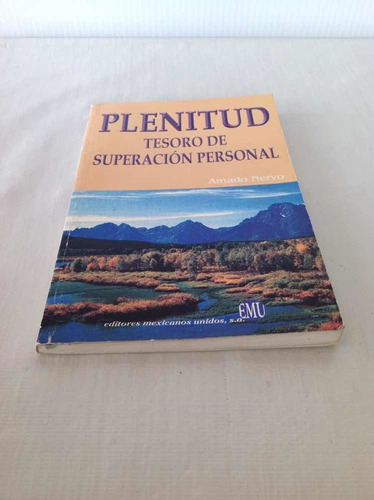 PLENITUD
TESORO DE
SUPERACIÓN PERSONAL
Amado Nervo
editores mexicanos unidos, s.a.
EMU